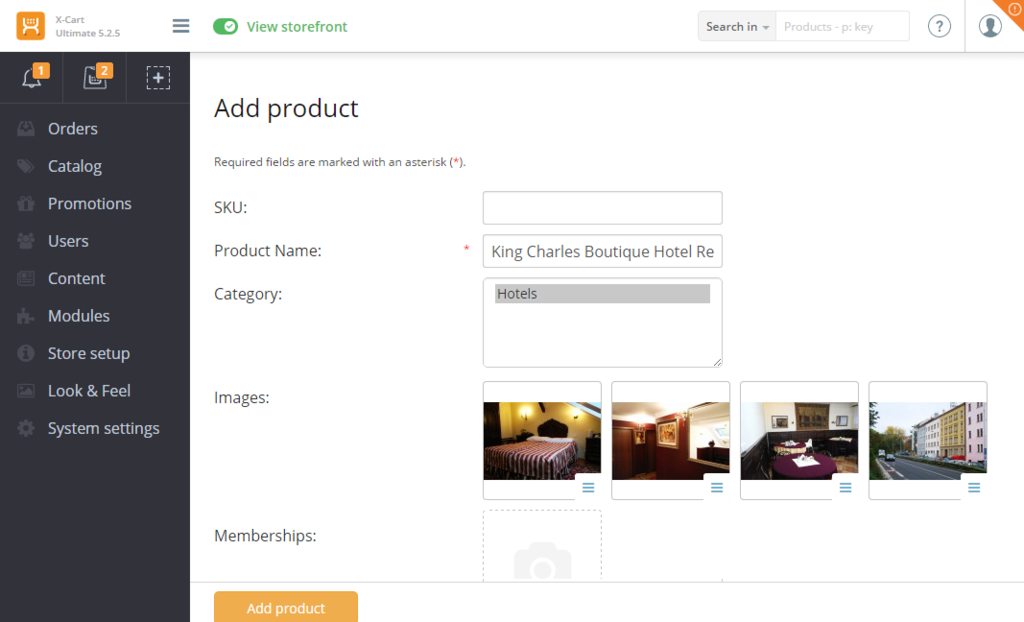 X-Cart
Ultimate 5.2.5
View storefront
Search in
Products - p: key
?
1
2
Orders
Catalog
Promotions
Users
Content
Modules
Store setup
Look & Feel
System settings
Add product
Required fields are marked with an asterisk (*).
SKU:
Product Name: *
King Charles Boutique Hotel Re
Category:
Hotels
Images:
Memberships:
Add product